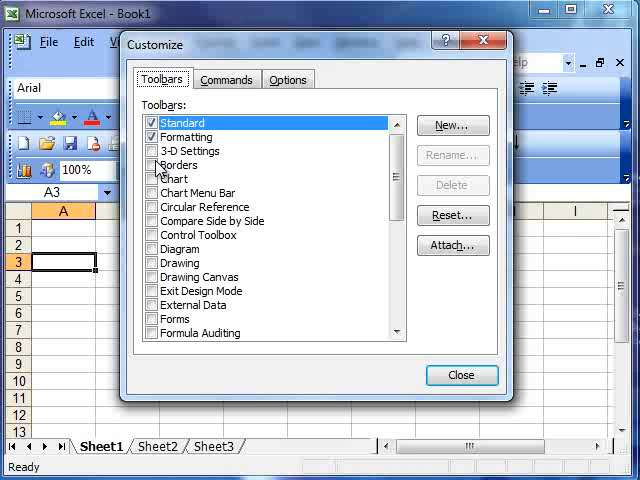 Microsoft Excel - Book1
File Edit
Customize
?
elp
Arial
Toolbars Commands Options
Toolbars:
Standard
Formatting
3-D Settings
Borders
Chart
Chart Menu Bar
Circular Reference
Compare Side by Side
Control Toolbox
Diagram
Drawing
Drawing Canvas
Exit Design Mode
External Data
Forms
Formula Auditing
New...
Rename...
Delete
Reset...
Attach...
Close
100%
A3
A I
1
2
3
4
5
6
7
8
9
10
11
12
13
Sheet1 Sheet2 Sheet3
Ready